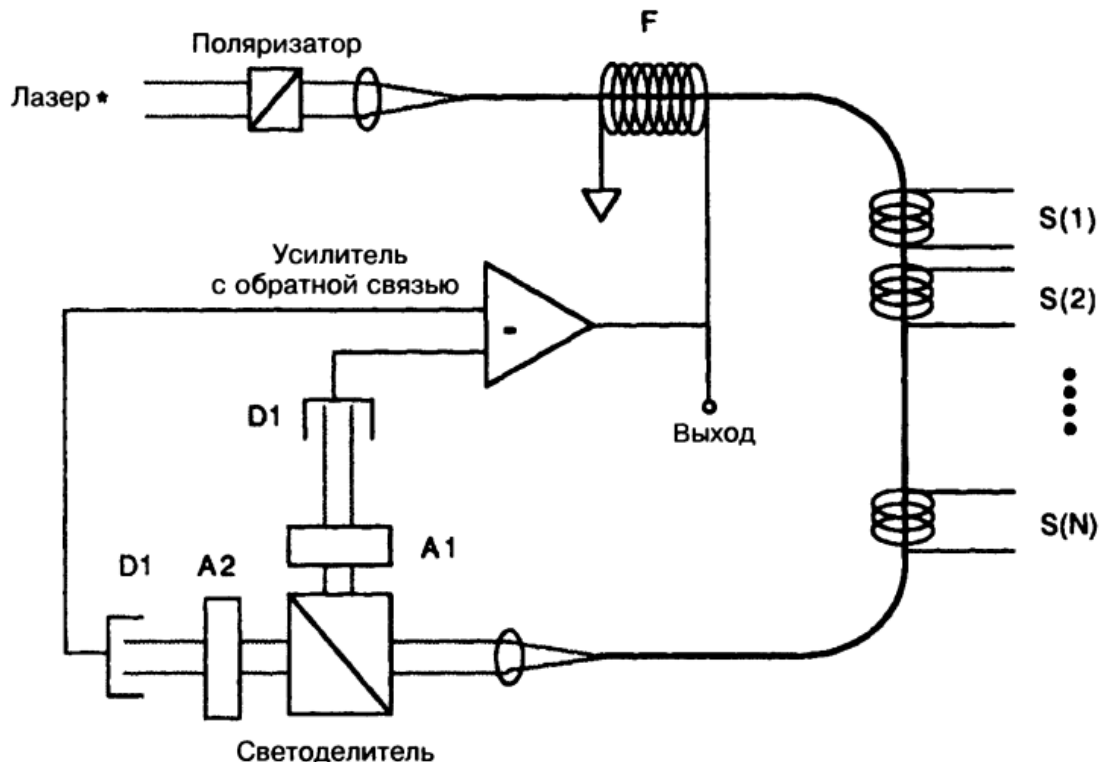 F
Поляризатор
Лазер *
S(1)
Усилитель
с обратной связью
S(2)
-
D1
Выход
S(N)
A1
D1
A2
Светоделитель